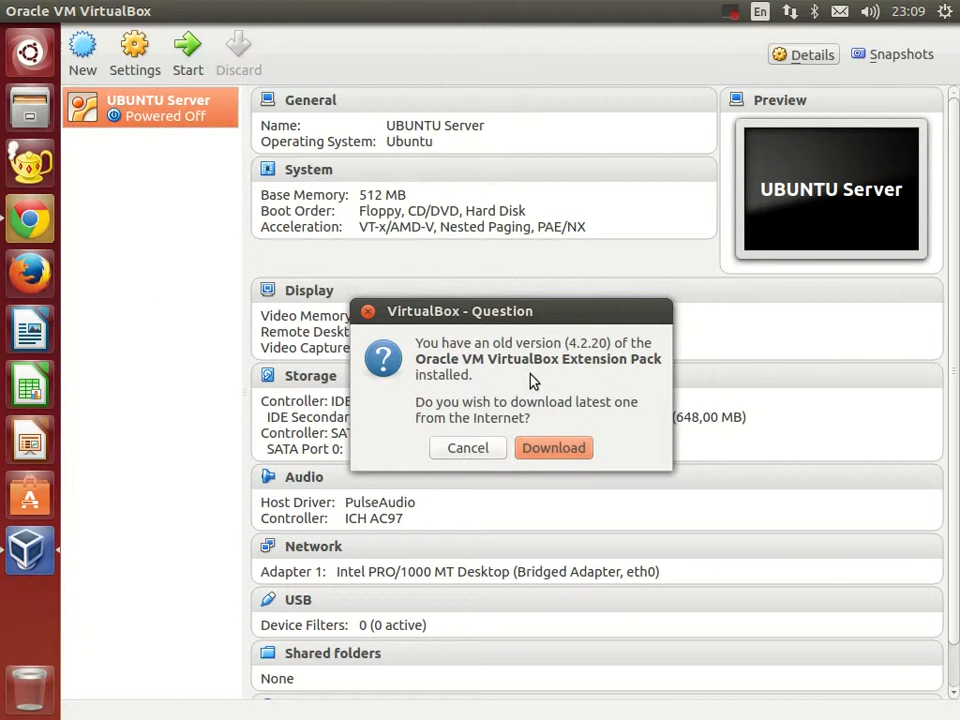 Oracle VM VirtualBox
En
23:09
New
Settings
Start
Discard
Details
Snapshots
UBUNTU Server
Powered Off
General
Name: UBUNTU Server
Operating System: Ubuntu
System
Base Memory: 512 MB
Boot Order: Floppy, CD/DVD, Hard Disk
Acceleration: VT-x/AMD-V, Nested Paging, PAE/NX
Preview
UBUNTU Server
Display
Video Memory
Remote Deskt
Video Capture
Storage
Controller: IDE
IDE Secondar
(648,00 MB)
Controller: SAT
SATA Port 0:
VirtualBox - Question
You have an old version (4.2.20) of the
Oracle VM VirtualBox Extension Pack
installed.
Do you wish to download latest one
from the Internet?
Cancel
Download
Audio
Host Driver: PulseAudio
Controller: ICH AC97
Network
Adapter 1: Intel PRO/1000 MT Desktop (Bridged Adapter, eth0)
USB
Device Filters: 0 (0 active)
Shared folders
None